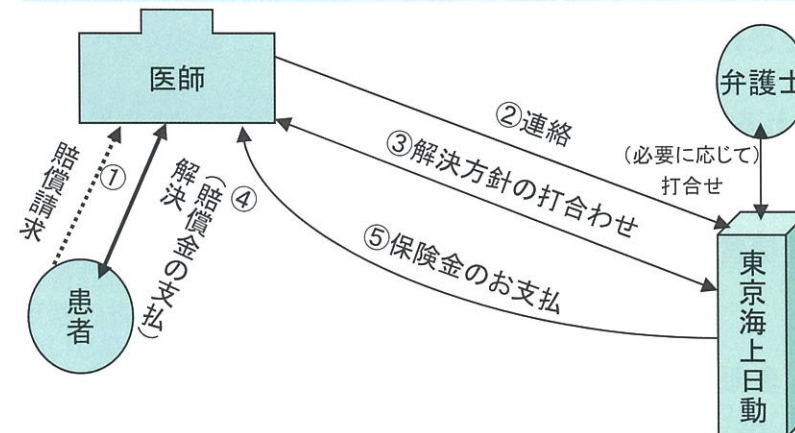 医師
弁護士
②連絡
③解決方針の打合わせ
(必要に応じて)
打合せ
①
賠償請求
④
解決
(賠償金の支払)
⑤保険金のお支払
患者
東京海上日動